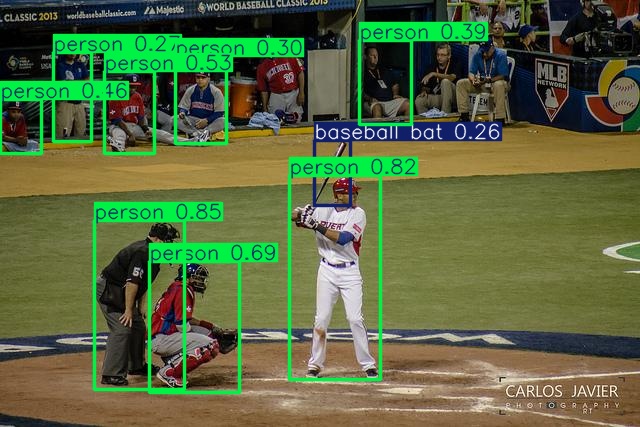 CLASSIC 2013
worldbaseballclassic.com
Majestic
WORLD BASEBALL CLASSIC 2013
person 0.27
person 0.30
person 0.53
person 0.39
person 0.46
MLB
NETWORK
baseball bat 0.26
person 0.82
PUERT
person 0.85
person 0.69
CARLOS JAVIER
PHOTOGRAPHY
RT